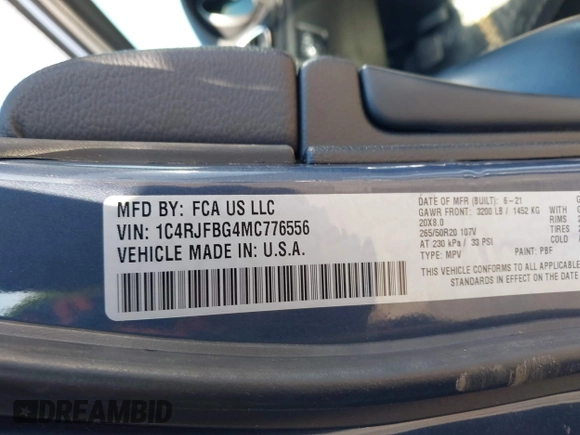 MFD BY: FCA US LLC
VIN: 1C4RJFBG4MC776556
VEHICLE MADE IN: U.S.A.
DATE OF MFR (BUILT): 6-21
GAWR FRONT: 3200 LB / 1452 KG
20X8.0
265/50R20 107V
AT 230 kPa / 33 PSI
TYPE: MPV PAINT: PBF
THIS VEHICLE CONFORMS TO ALL APPLICABLE
STANDARDS IN EFFECT ON THE DATE
RIMS
TIRES
COLD
DREAMBID